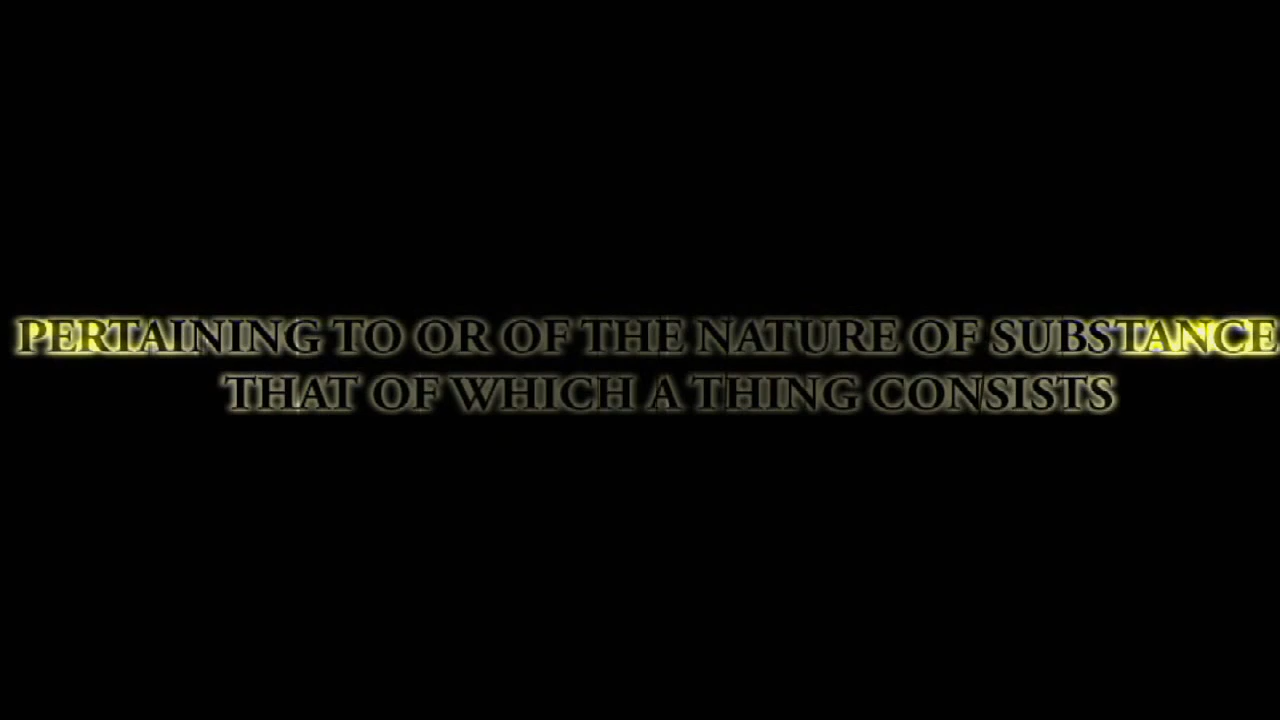 PERTAINING TO OR OF THE NATURE OF SUBSTANCE
THAT OF WHICH A THING CONSISTS